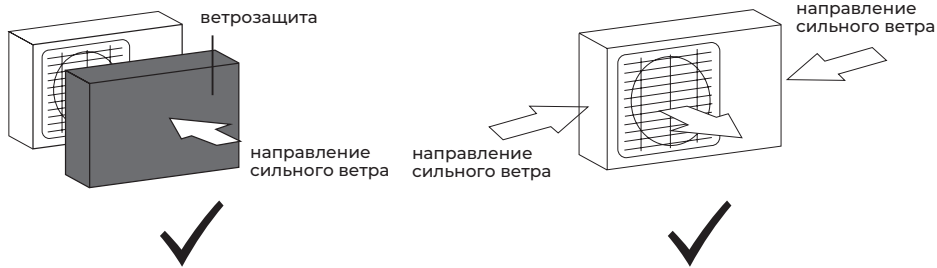 ветрозащита
направление
сильного ветра
направление
сильного ветра
направление
сильного ветра